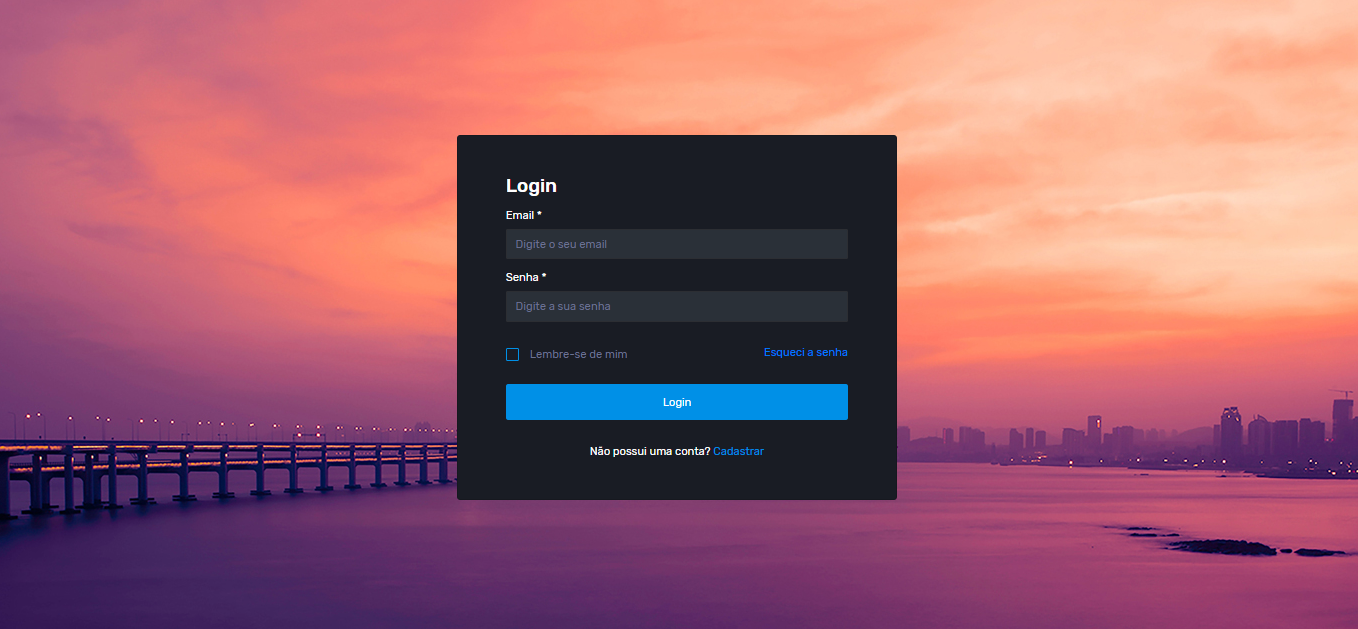 Login
Email *
Digite o seu email
Senha *
Digite a sua senha
Lembre-se de mim
Esqueci a senha
Login
Não possui uma conta? Cadastrar